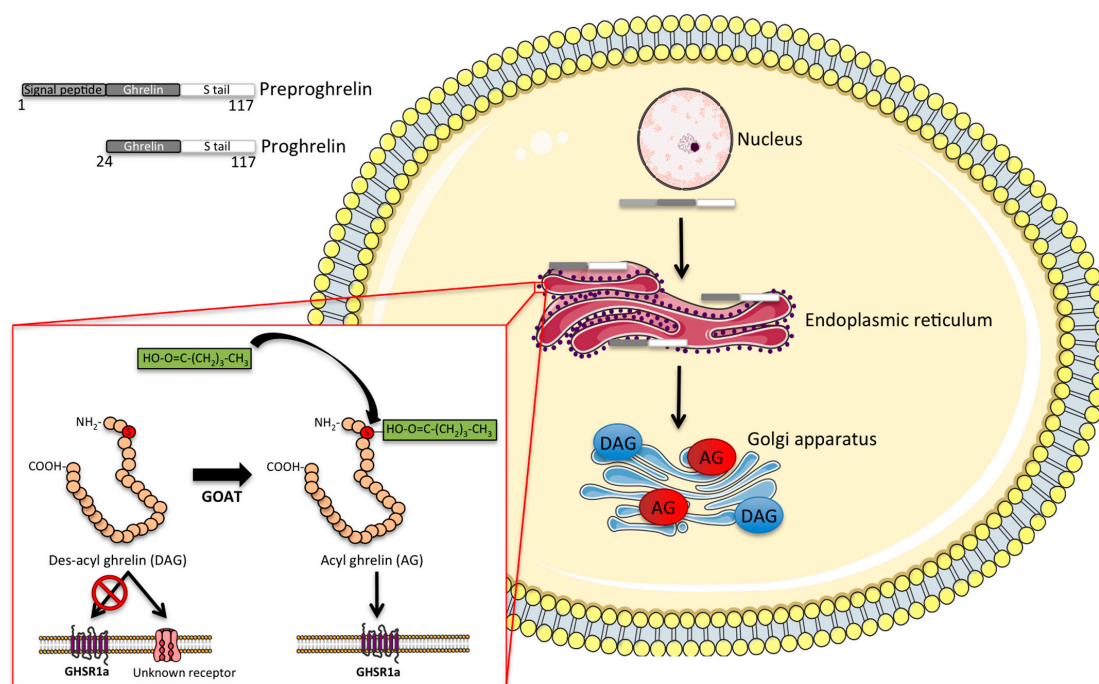 Signal peptide Ghrelin S tail Preproghrelin
1 117
Ghrelin S tail Proghrelin
24 117
Nucleus
Endoplasmic reticulum
Golgi apparatus
DAG
AG
AG
DAG
HO-O=C-(CH2)3-CH3
NH2-
S
COOH-
GOAT
NH2-
S
HO-O=C-(CH2)3-CH3
COOH-
Des-acyl ghrelin (DAG)
Acyl ghrelin (AG)
GHSR1a
Unknown receptor
GHSR1a